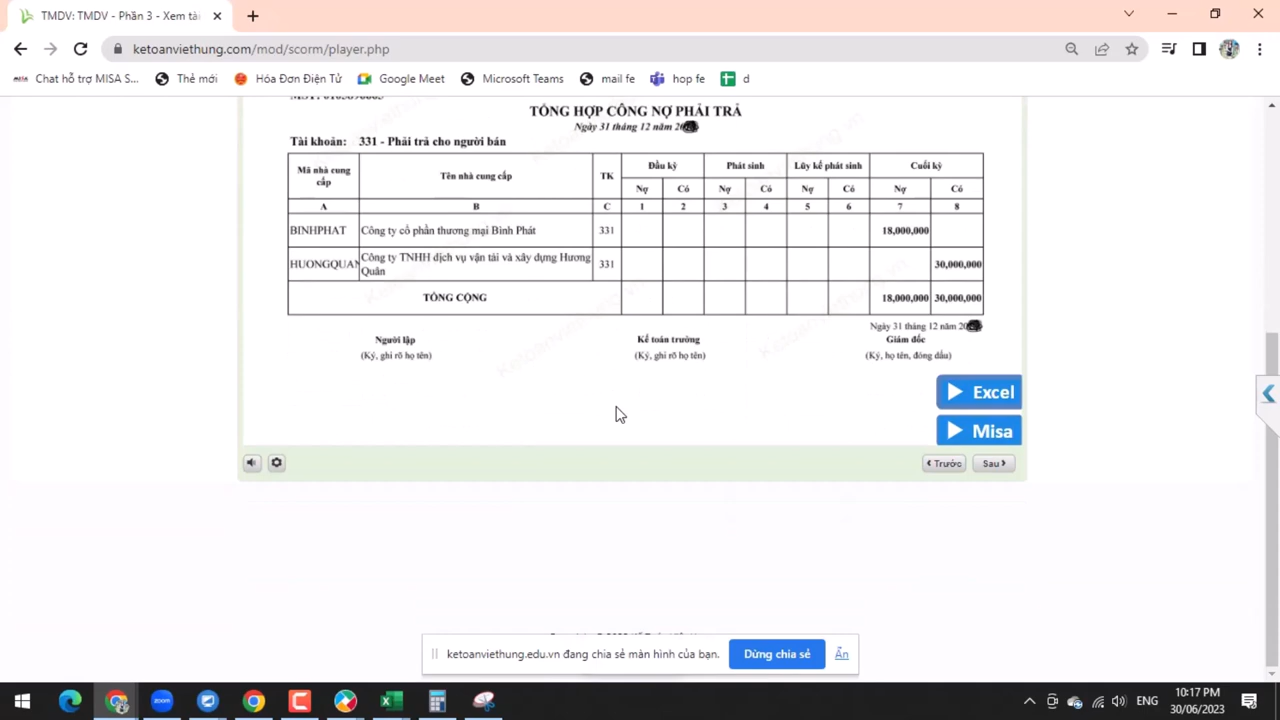 TMDV: TMDV - Phần 3 - Xem tài
ketoanviethung.com/mod/scorm/player.php
Chat hỗ trợ MISA S... Thẻ mới Hóa Đơn Điện Tử Google Meet Microsoft Teams mail fe hop fe d
TỔNG HỢP CÔNG NỢ PHẢI TRẢ
Ngày 31 tháng 12 năm
Tài khoản: 331 - Phải trả cho người bán
Mã nhà cung cấp Tên nhà cung cấp TK Đầu kỳ Phát sinh Lũy kế phát sinh Cuối kỳ
Nợ Có Nợ Có Nợ Có Nợ Có
A B C 1 2 3 4 5 6 7 8
BINHPHAT Công ty cổ phần thương mại Bình Phát 331 18,000,000
HUONGQUAN Công ty TNHH dịch vụ vận tải và xây dựng Hương 331 30,000,000
Quân
TỔNG CỘNG 18,000,000 30,000,000
Ngày 31 tháng 12 năm
Người lập Kế toán trưởng Giám đốc
(Ký, ghi rõ họ tên) (Ký, ghi rõ họ tên) (Ký, họ tên, đóng dấu)
Excel
Misa
Trước Sau
ketoanviethung.edu.vn đang chia sẻ màn hình của bạn. Dừng chia sẻ Ẩn
ENG 10:17 PM
30/06/2023